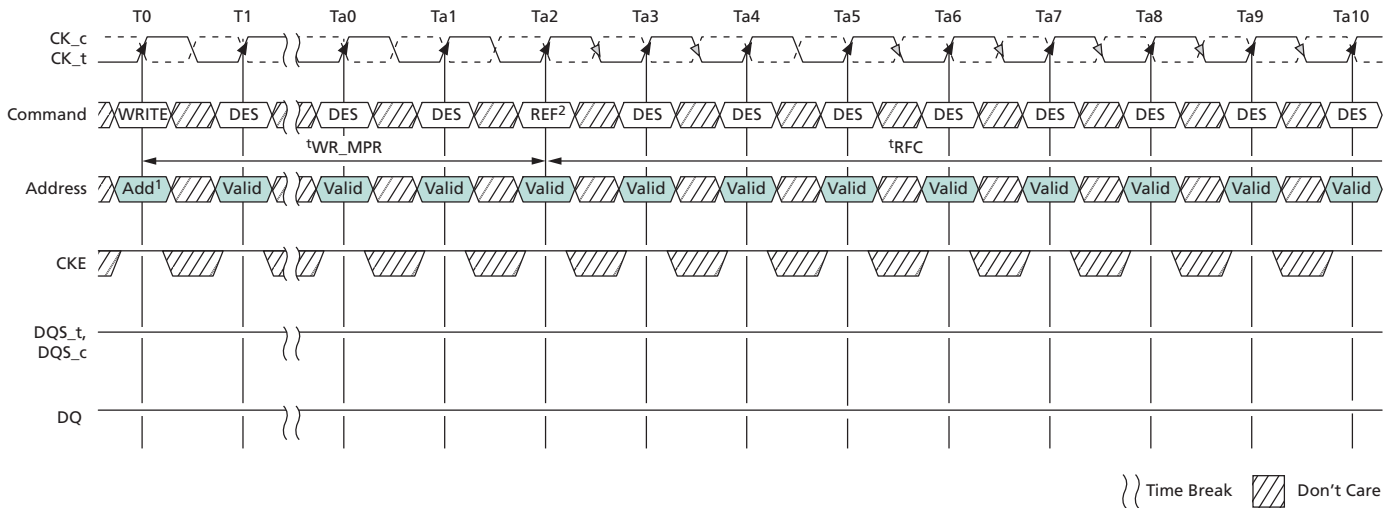 T0 T1 Ta0 Ta1 Ta2 Ta3 Ta4 Ta5 Ta6 Ta7 Ta8 Ta9 Ta10
CK_c
CK_t
Command WRITE DES DES DES REF² DES DES DES DES DES DES DES DES
ᵗWR_MPR ᵗRFC
Address Add¹ Valid Valid Valid Valid Valid Valid Valid Valid Valid Valid Valid Valid
CKE
DQS_t,
DQS_c
DQ
Time Break Don't Care